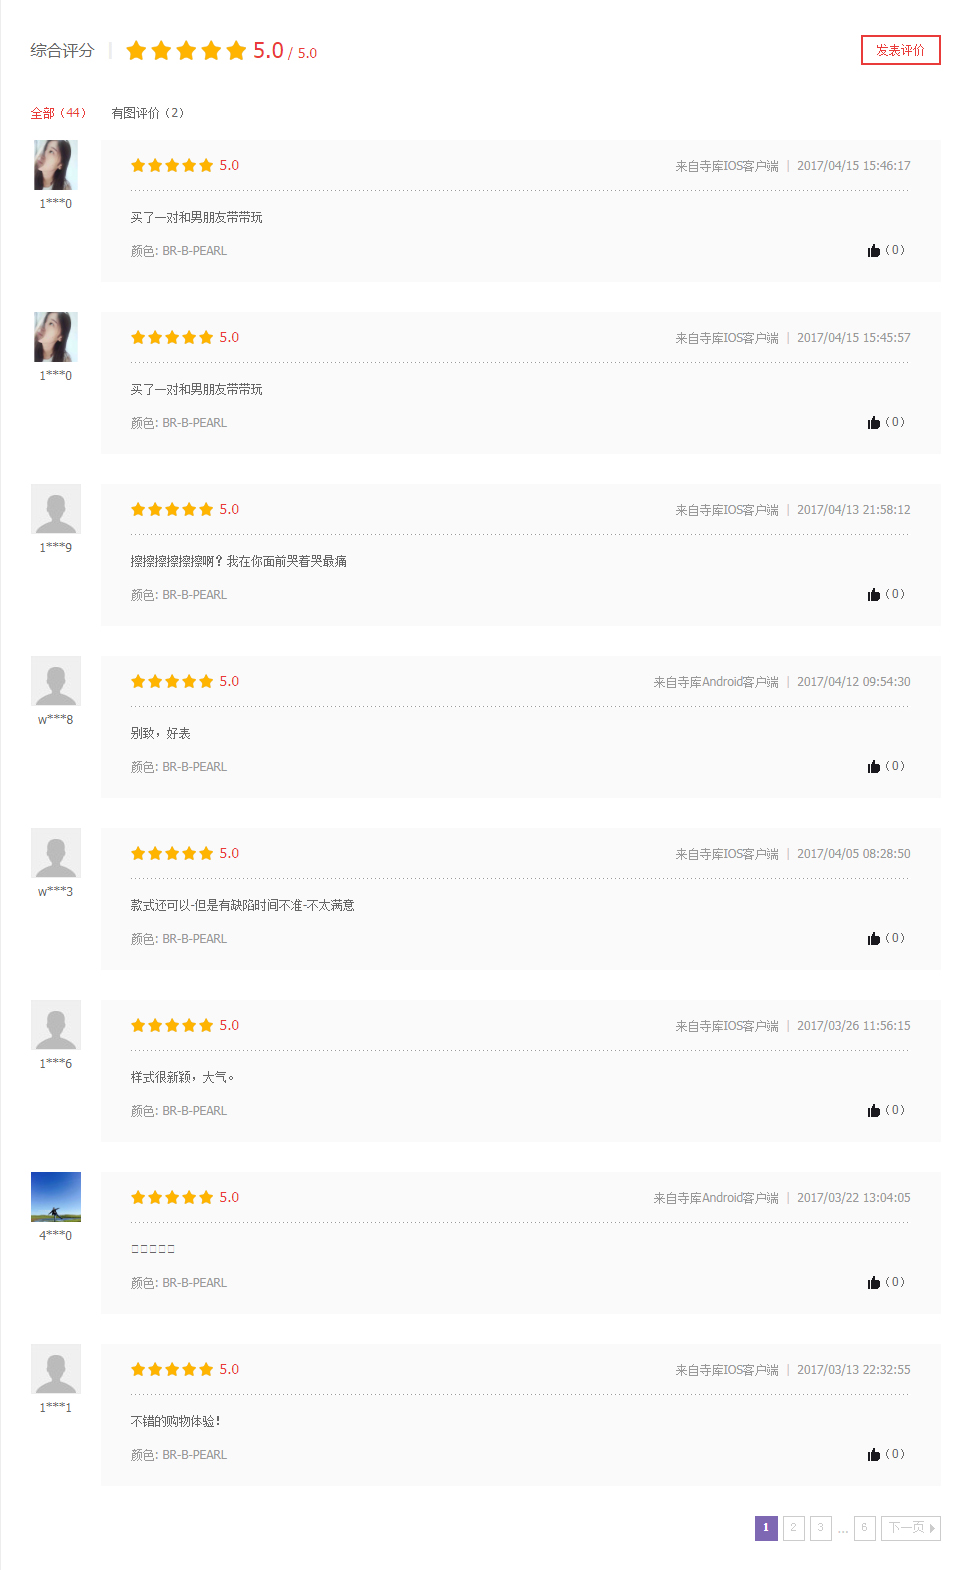 综合评分 | 5.0 / 5.0
发表评价
全部（44） 有图评价（2）
5.0 来自寺库IOS客户端 | 2017/04/15 15:46:17
1***0
买了一对和男朋友带带玩
颜色: BR-B-PEARL （0）
5.0 来自寺库IOS客户端 | 2017/04/15 15:45:57
1***0
买了一对和男朋友带带玩
颜色: BR-B-PEARL （0）
5.0 来自寺库IOS客户端 | 2017/04/13 21:58:12
1***9
擦擦擦擦擦擦啊？我在你面前哭着哭最痛
颜色: BR-B-PEARL （0）
5.0 来自寺库Android客户端 | 2017/04/12 09:54:30
w***8
别致，好表
颜色: BR-B-PEARL （0）
5.0 来自寺库IOS客户端 | 2017/04/05 08:28:50
w***3
款式还可以-但是有缺陷时间不准-不太满意
颜色: BR-B-PEARL （0）
5.0 来自寺库IOS客户端 | 2017/03/26 11:56:15
1***6
样式很新颖，大气。
颜色: BR-B-PEARL （0）
5.0 来自寺库Android客户端 | 2017/03/22 13:04:05
4***0
颜色: BR-B-PEARL （0）
5.0 来自寺库IOS客户端 | 2017/03/13 22:32:55
1***1
不错的购物体验！
颜色: BR-B-PEARL （0）
1 2 3 ... 6 下一页